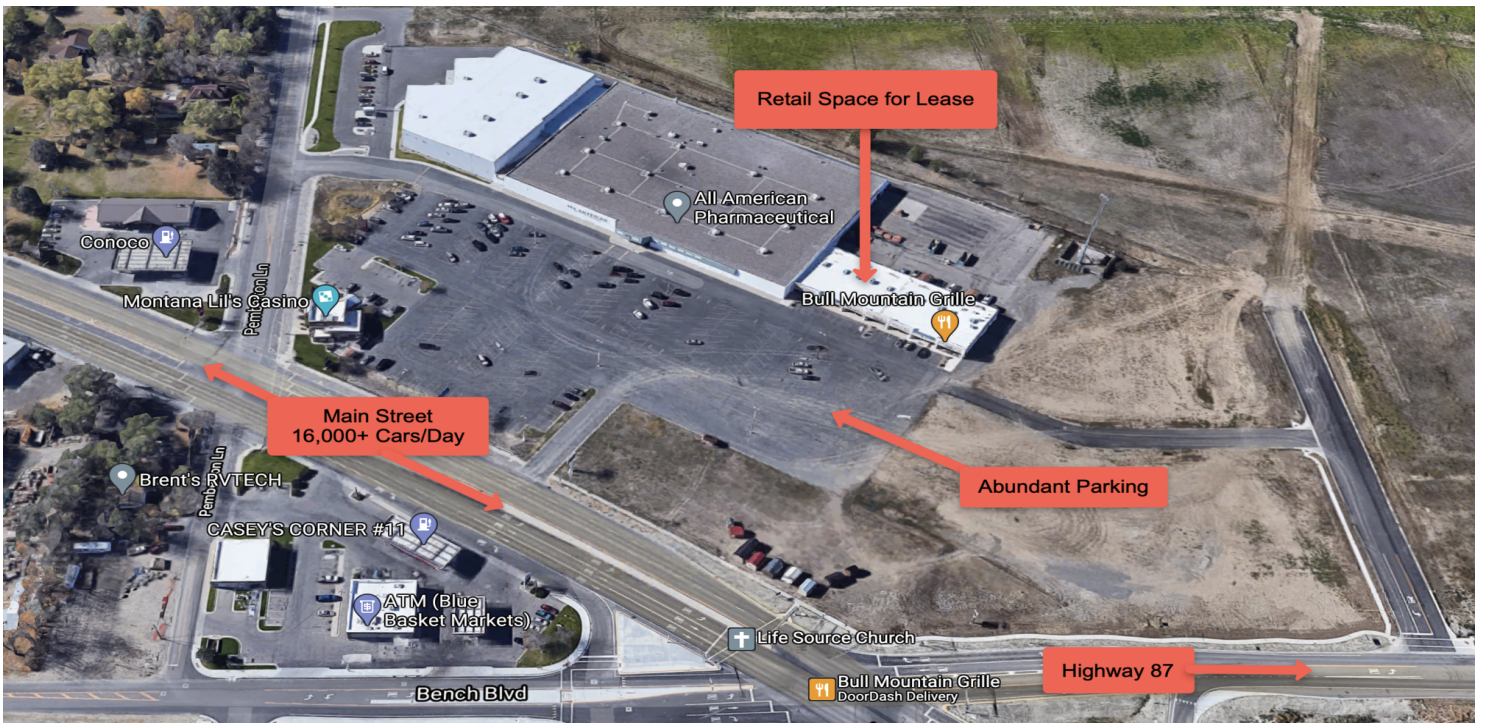 Retail Space for Lease
All American
Pharmaceutical
Conoco
Pemberton Ln
Montana Lil's Casino
Bull Mountain Grille
Main Street
16,000+ Cars/Day
Abundant Parking
Brent's RVTECH
CASEY'S CORNER #11
ATM (Blue
Basket Markets)
Life Source Church
Highway 87
Bull Mountain Grille
DoorDash Delivery
Bench Blvd